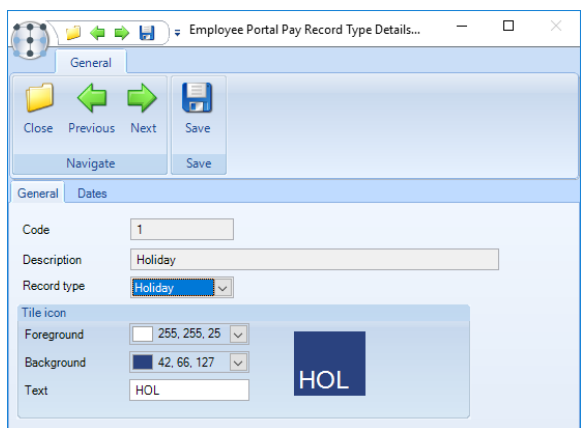 Employee Portal Pay Record Type Details...
General
Close Previous Next Save
Navigate Save
General Dates
Code 1
Description Holiday
Record type Holiday
Tile icon
Foreground 255, 255, 25
Background 42, 66, 127
Text HOL
HOL